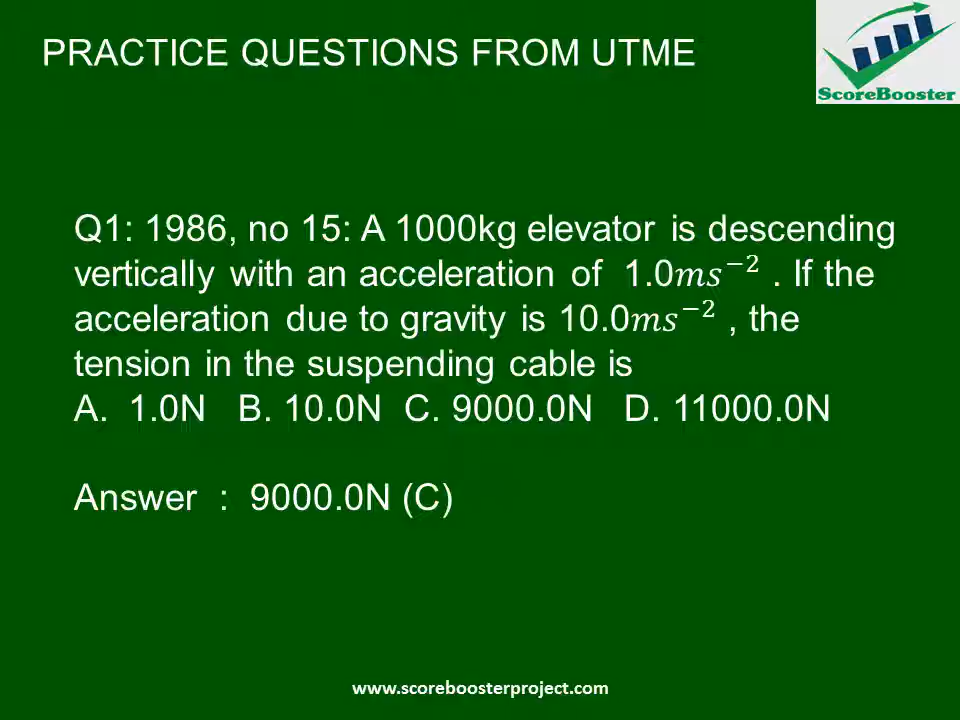 PRACTICE QUESTIONS FROM UTME
ScoreBooster
Q1: 1986, no 15: A 1000kg elevator is descending
vertically with an acceleration of 1.0𝑚𝑠⁻² . If the
acceleration due to gravity is 10.0𝑚𝑠⁻² , the
tension in the suspending cable is
A. 1.0N B. 10.0N C. 9000.0N D. 11000.0N
Answer : 9000.0N (C)
www.scoreboosterproject.com